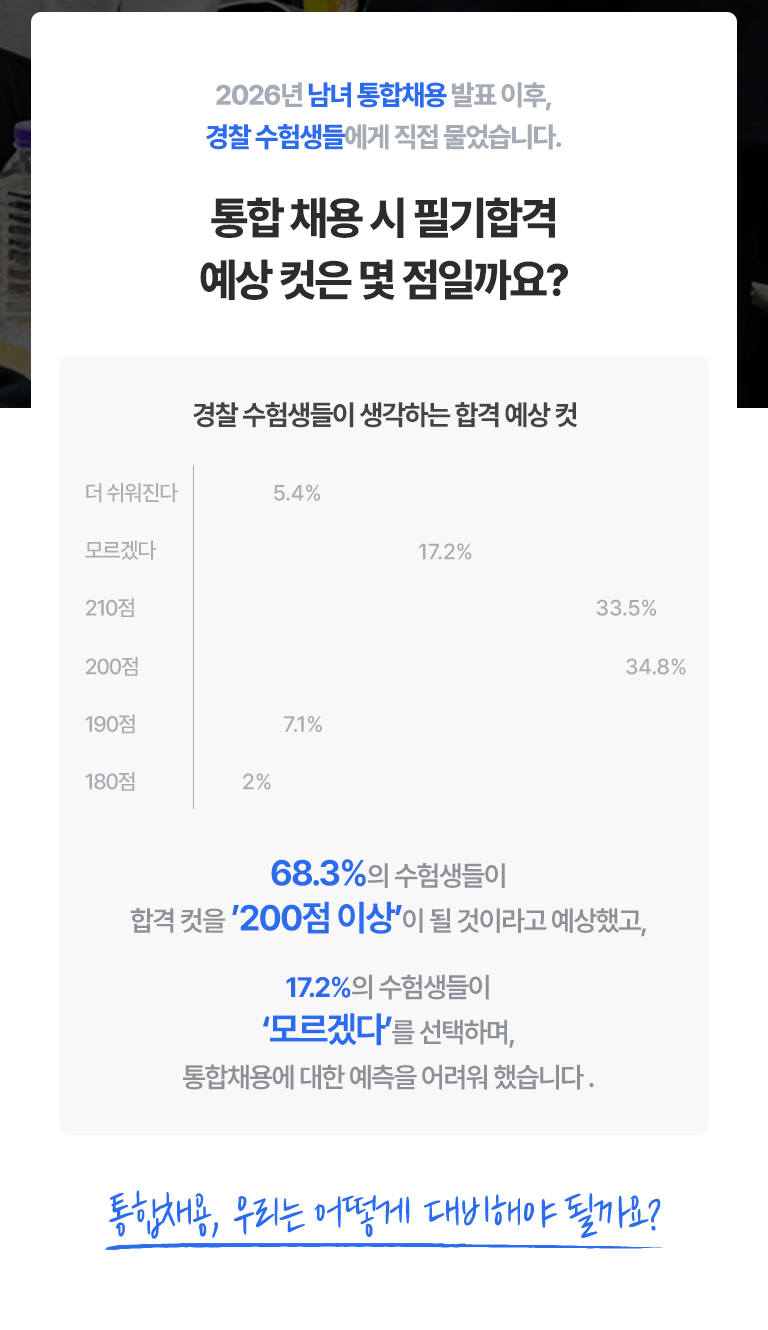 2026년 남녀 통합채용 발표 이후,
경찰 수험생들에게 직접 물었습니다.
통합 채용 시 필기합격
예상 컷은 몇 점일까요?
경찰 수험생들이 생각하는 합격 예상 컷
더 쉬워진다 5.4%
모르겠다 17.2%
210점 33.5%
200점 34.8%
190점 7.1%
180점 2%
68.3%의 수험생들이
합격 컷을 '200점 이상'이 될 것이라고 예상했고,
17.2%의 수험생들이
‘모르겠다’를 선택하며,
통합채용에 대한 예측을 어려워 했습니다 .
통합채용, 우리는 어떻게 대비해야 될까요?